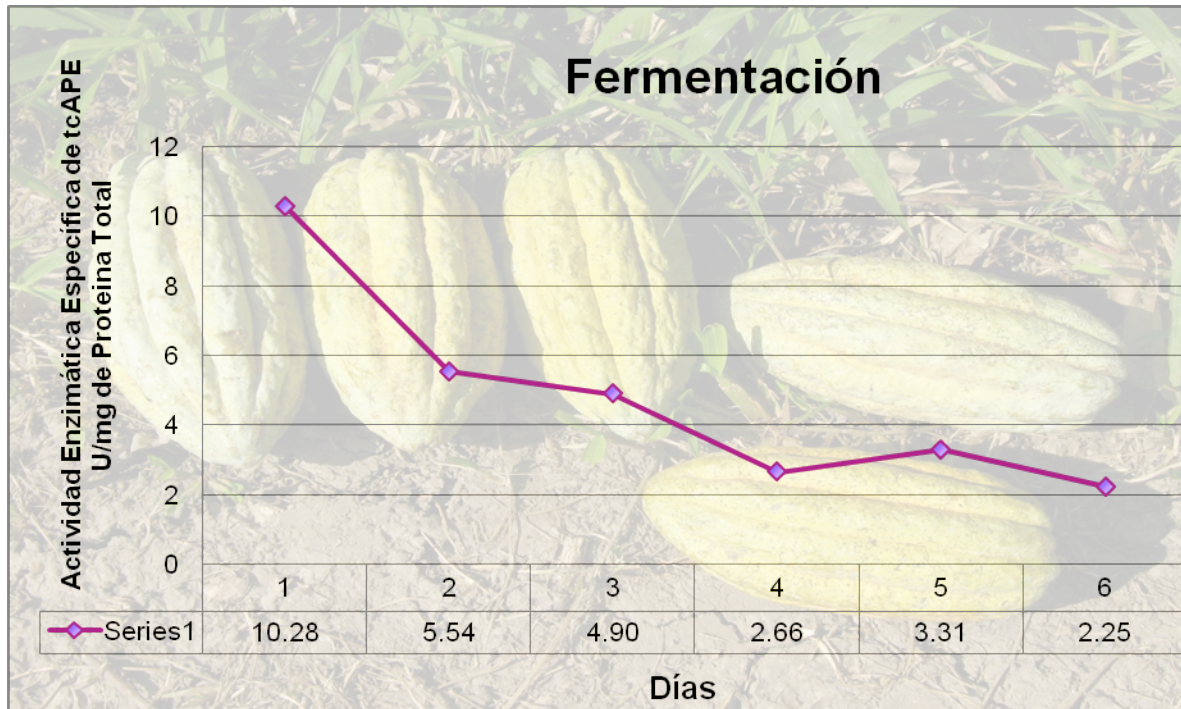 Fermentación
Actividad Enzimática Específica de tcAPE
U/mg de Proteina Total
12
10
8
6
4
2
0
1 2 3 4 5 6
Series1 10.28 5.54 4.90 2.66 3.31 2.25
Días